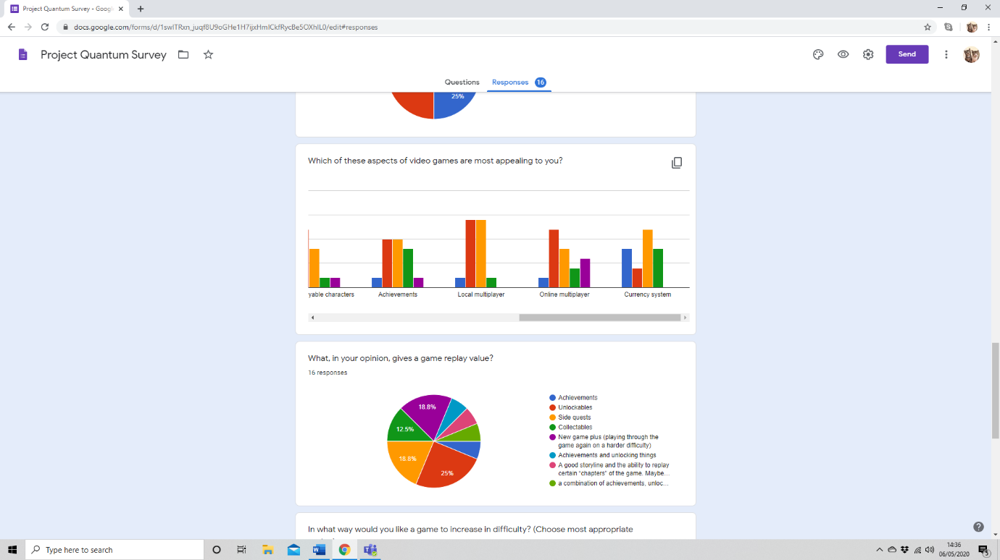 Project Quantum Survey - Googl
docs.google.com/forms/d/1swlTRxn_juqf8U9oGHe1H7ijxHmICkfRycBe5OXhIL0/edit#responses
Project Quantum Survey
Send
Questions
Responses 16
25%
Which of these aspects of video games are most appealing to you?
yable characters
Achievements
Local multiplayer
Online multiplayer
Currency system
What, in your opinion, gives a game replay value?
16 responses
18.8%
12.5%
18.8%
25%
Achievements
Unlockables
Side quests
Collectables
New game plus (playing through the
game again on a harder difficulty)
Achievements and unlocking things
A good storyline and the ability to replay
certain “chapters” of the game. Maybe...
a combination of achievements, unloc...
In what way would you like a game to increase in difficulty? (Choose most appropriate
Type here to search
14:36
06/05/2020
5